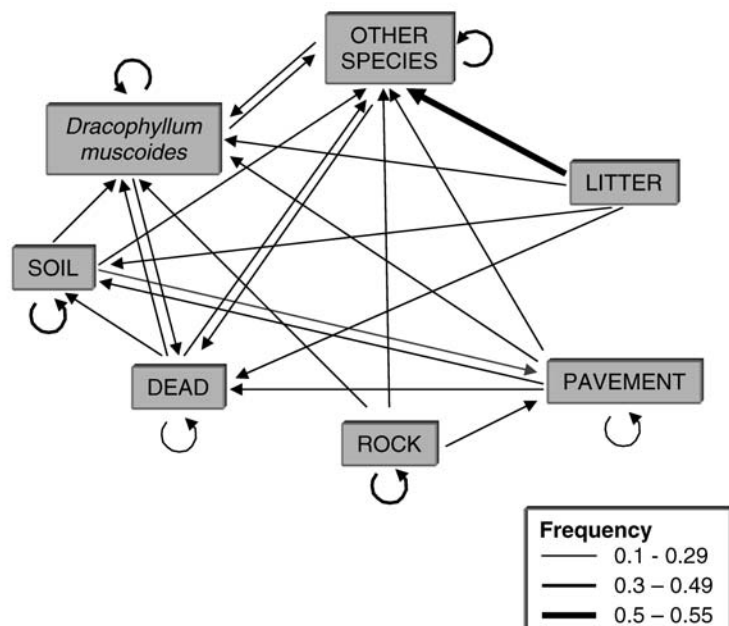 OTHER
SPECIES
Dracophyllum
muscoides
LITTER
SOIL
DEAD
PAVEMENT
ROCK
Frequency
0.1 - 0.29
0.3 – 0.49
0.5 – 0.55